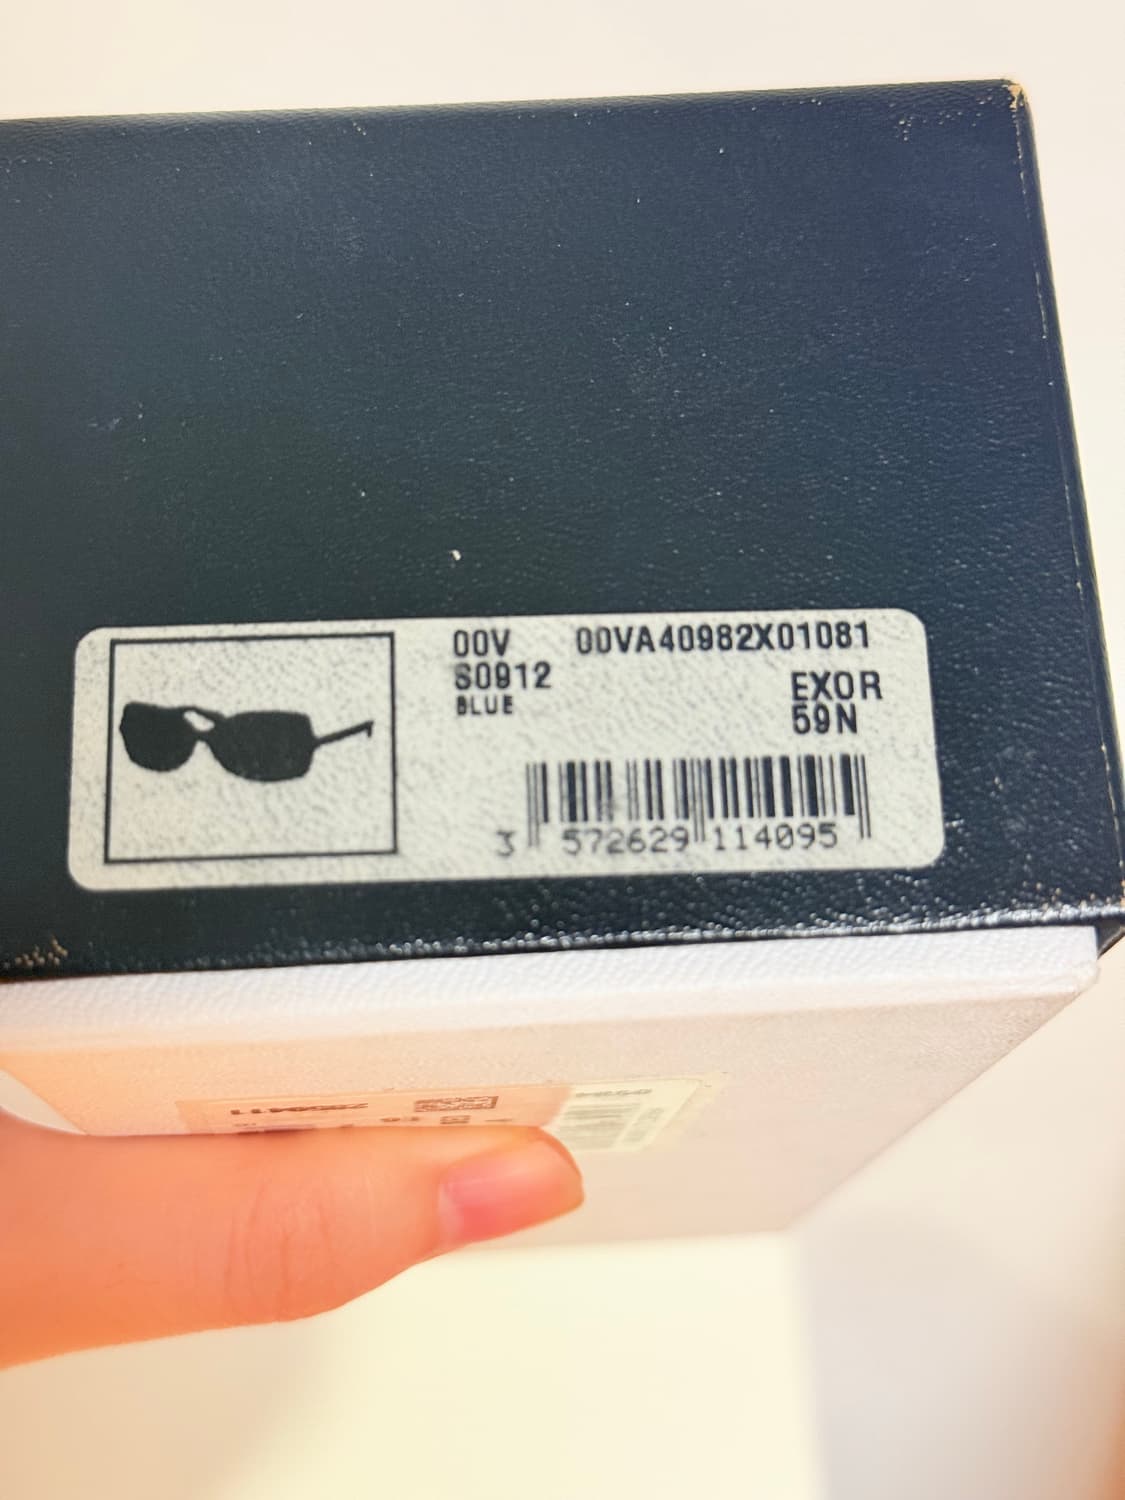 00V 00VA40982X01081
S0912
BLUE
EXOR
59N
3 572629 114095